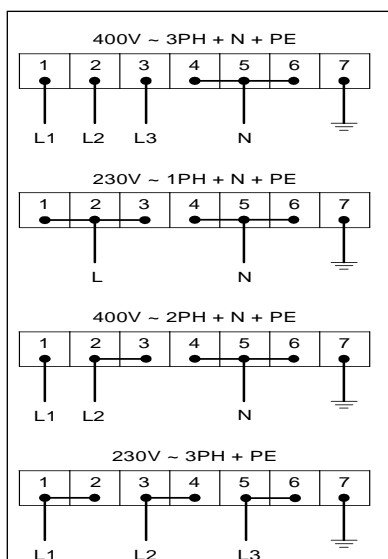 400V ~ 3PH + N + PE
1 2 3 4 5 6 7
L1 L2 L3 N
230V ~ 1PH + N + PE
1 2 3 4 5 6 7
L N
400V ~ 2PH + N + PE
1 2 3 4 5 6 7
L1 L2 N
230V ~ 3PH + PE
1 2 3 4 5 6 7
L1 L2 L3